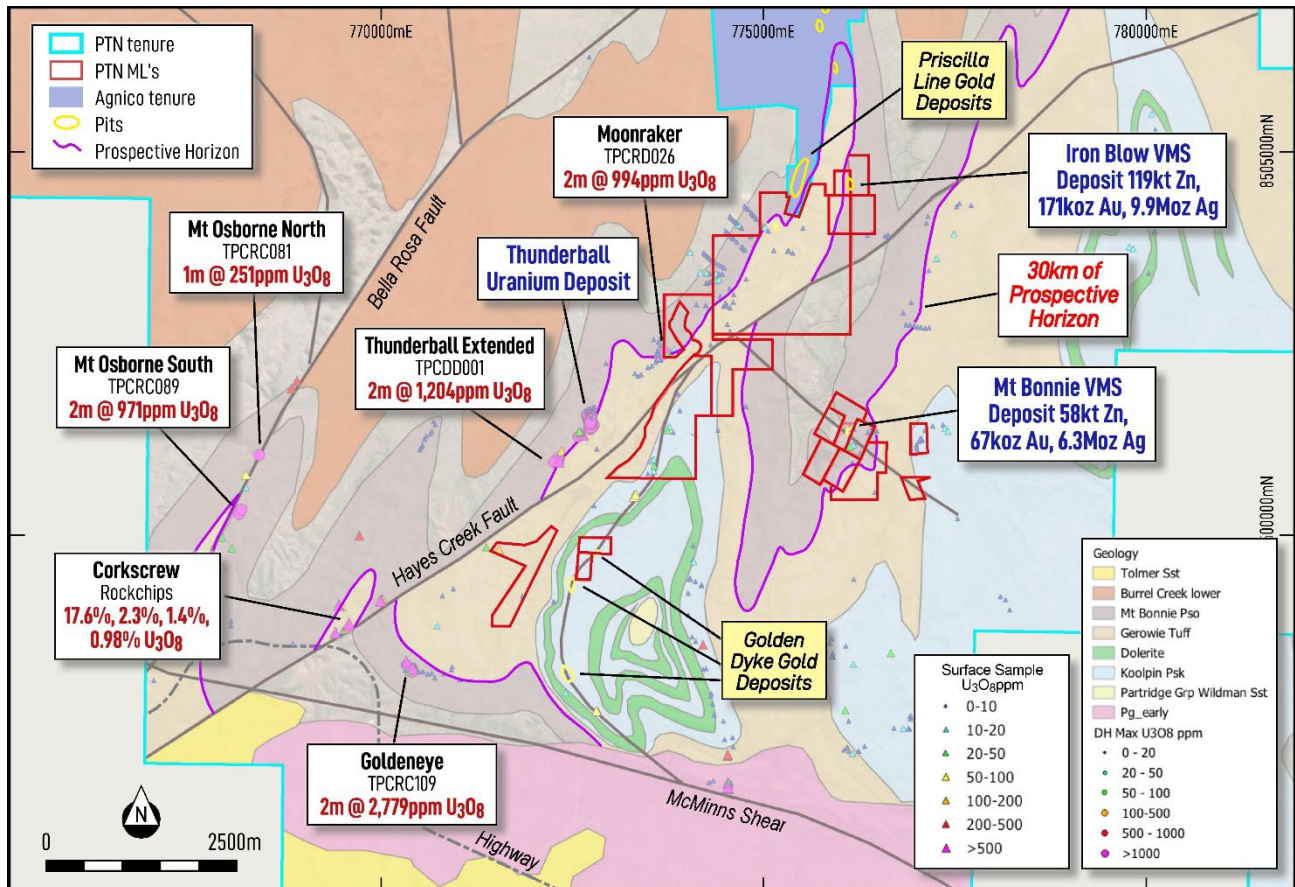 770000mE
775000mE
780000mE
PTN tenure
PTN ML's
Agnico tenure
Pits
Prospective Horizon
Priscilla
Line Gold
Deposits
8505000mN
Moonraker
TPCRD026
2m @ 994ppm U₃O₈
Iron Blow VMS
Deposit 119kt Zn,
171koz Au, 9.9Moz Ag
Mt Osborne North
TPCRC081
1m @ 251ppm U₃O₈
Bella Rosa Fault
Thunderball
Uranium Deposit
30km of
Prospective
Horizon
Thunderball Extended
TPCDD001
2m @ 1,204ppm U₃O₈
Mt Osborne South
TPCRC089
2m @ 971ppm U₃O₈
Mt Bonnie VMS
Deposit 58kt Zn,
67koz Au, 6.3Moz Ag
Hayes Creek Fault
Corkscrew
Rockchips
17.6%, 2.3%, 1.4%,
0.98% U₃O₈
Golden
Dyke Gold
Deposits
Goldeneye
TPCRC109
2m @ 2,779ppm U₃O₈
McMinns Shear
Highway
N
0
2500m
Surface Sample
U₃O₈ppm
0-10
10-20
20-50
50-100
100-200
200-500
>500
Geology
Tolmer Sst
Burrel Creek lower
Mt Bonnie Pso
Gerowie Tuff
Dolerite
Koolpin Psk
Partridge Grp Wildman Sst
Pg_early
DH Max U3O8 ppm
0 - 20
20 - 50
50 - 100
100-500
500 - 1000
>1000